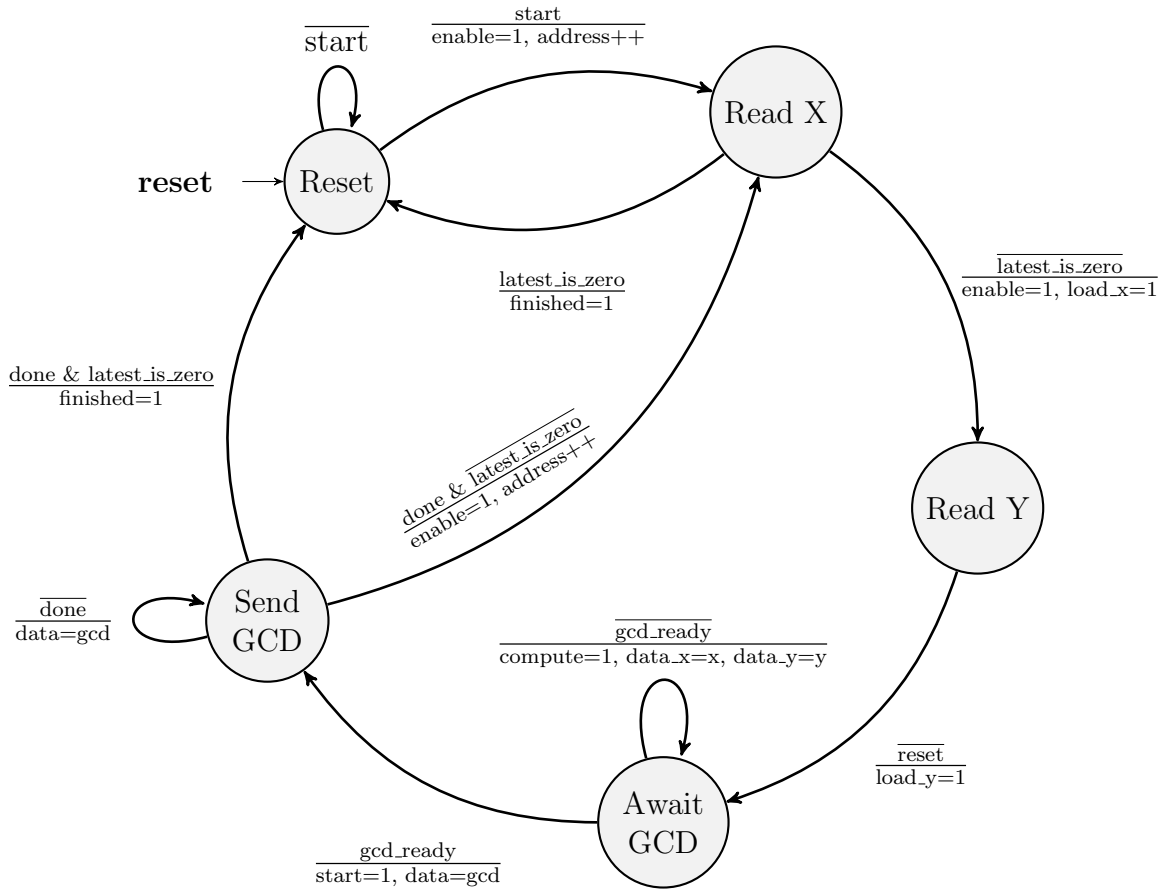 start
enable=1, address++
start
Read X
reset
Reset
latest_is_zero
enable=1, load_x=1
latest_is_zero
finished=1
done & latest_is_zero
finished=1
done & latest_is_zero
enable=1, address++
Read Y
Send
GCD
done
data=gcd
gcd_ready
compute=1, data_x=x, data_y=y
reset
load_y=1
Await
GCD
gcd_ready
start=1, data=gcd